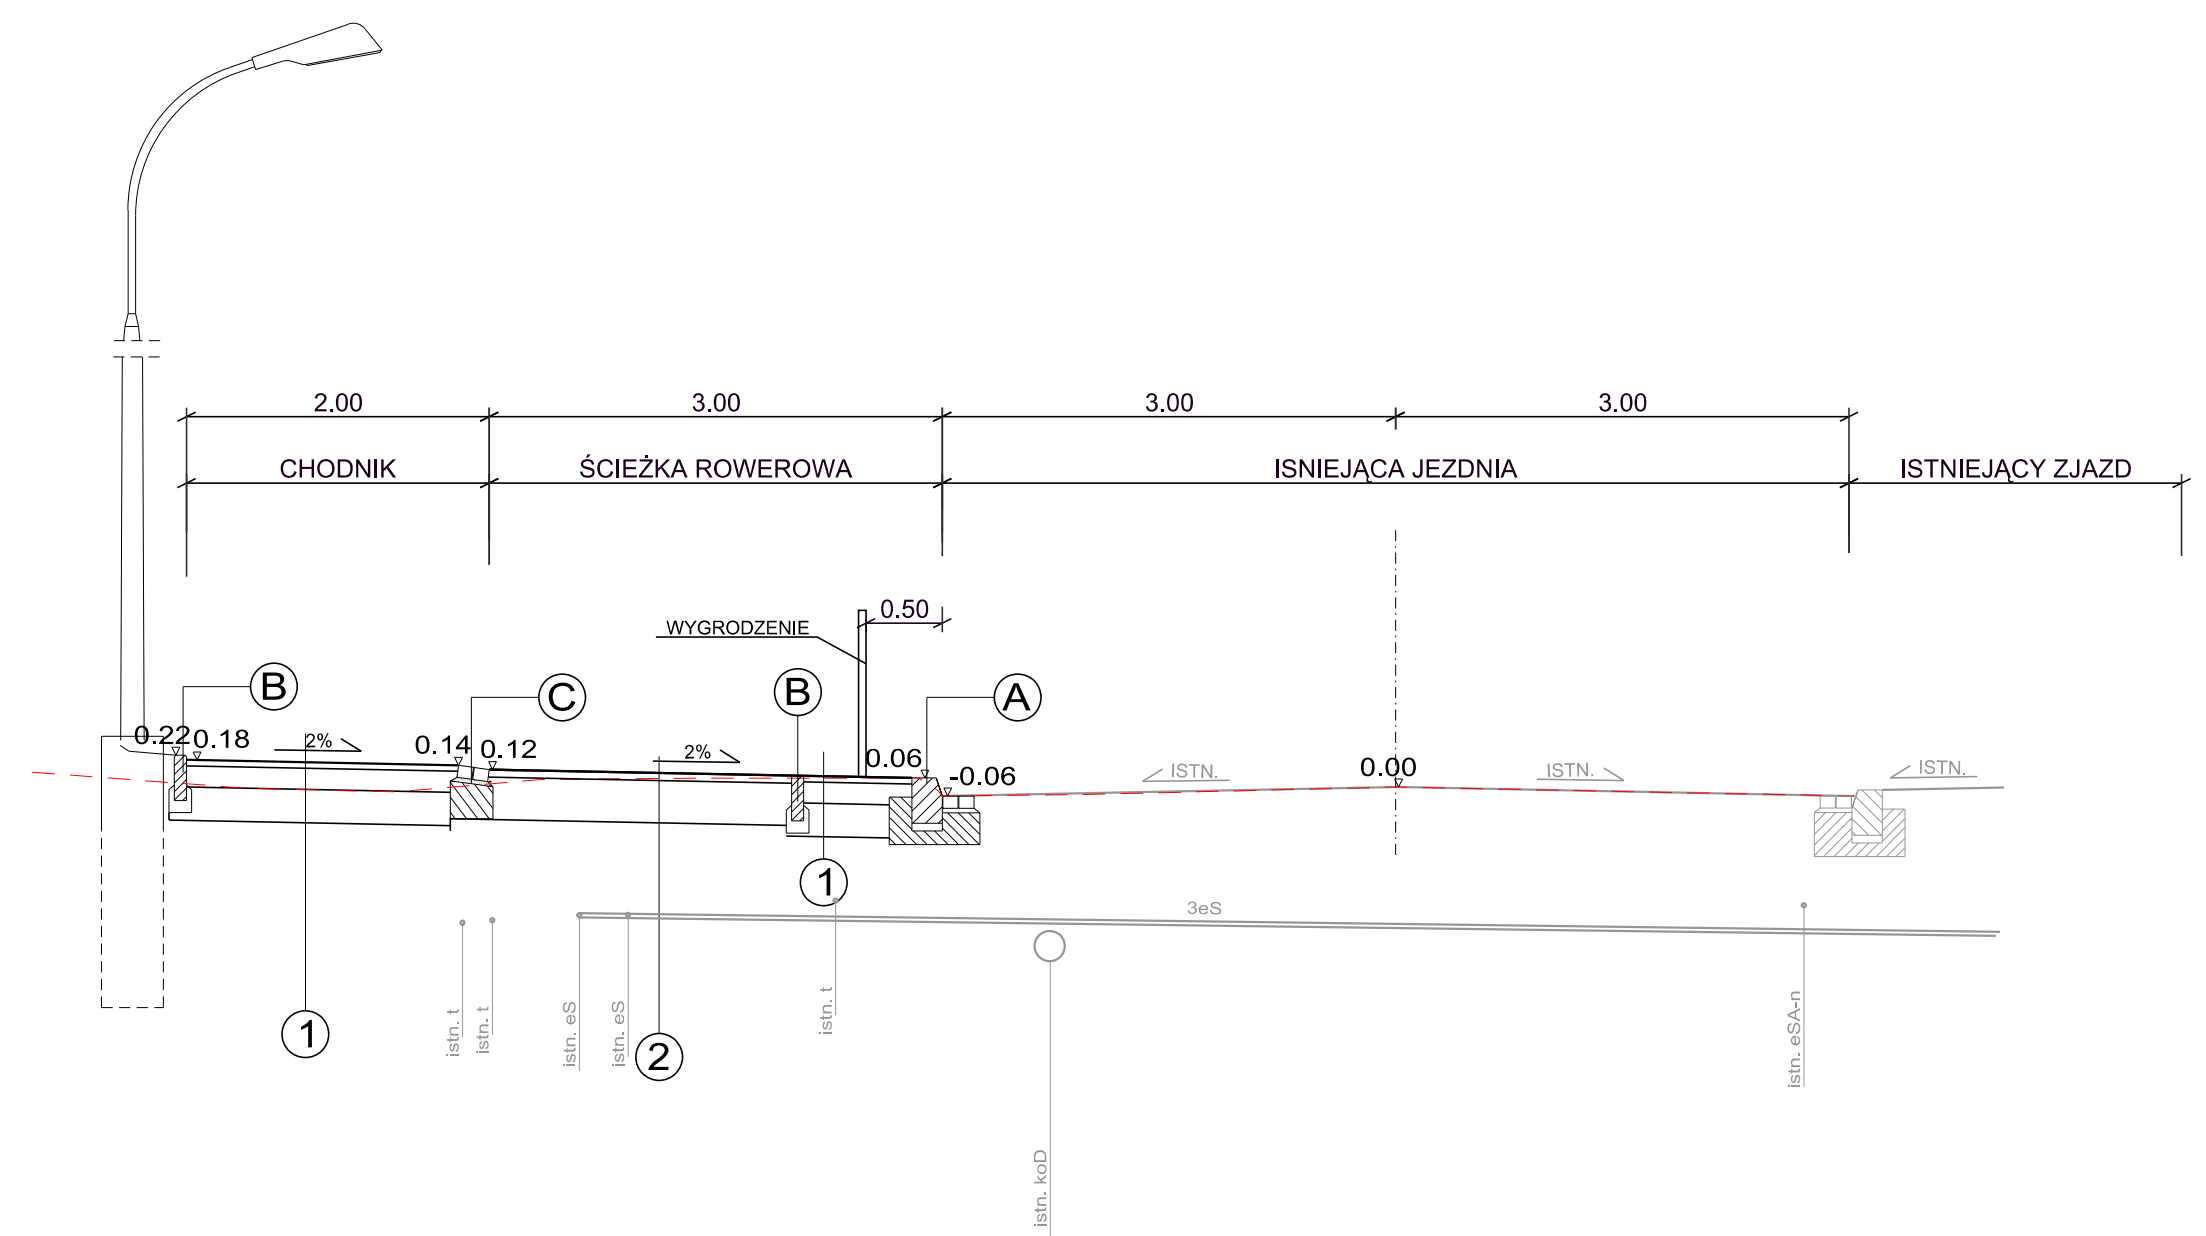 2.00
3.00
3.00
3.00
CHODNIK
ŚCIEŻKA ROWEROWA
ISNIEJĄCA JEZDNIA
ISTNIEJĄCY ZJAZD
0.50
WYGRODZENIE
B
C
B
A
0.22
0.18
2%
0.14
0.12
2%
0.06
-0.06
ISTN.
0.00
ISTN.
ISTN.
1
3eS
1
2
istn. t
istn. t
istn. eS
istn. eS
istn. t
istn. koD
istn. eSA-n